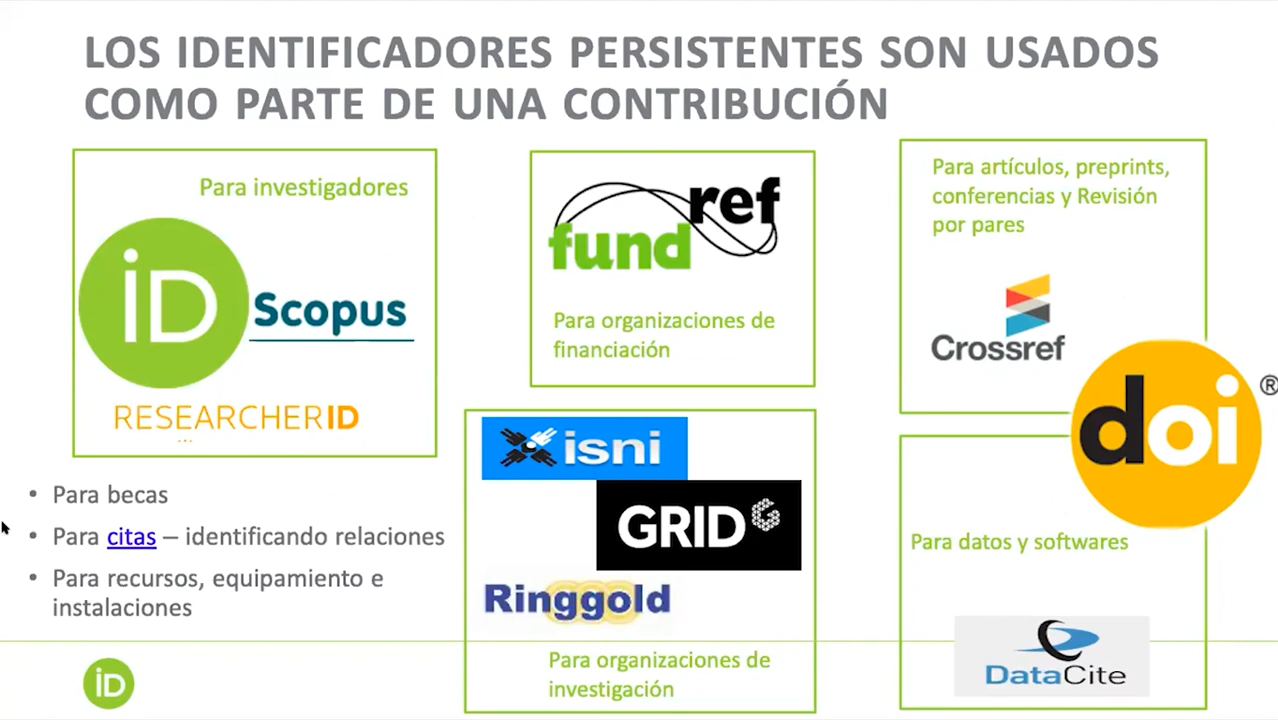 LOS IDENTIFICADORES PERSISTENTES SON USADOS
COMO PARTE DE UNA CONTRIBUCIÓN
Para investigadores
iD
Scopus
RESEARCHERID
• Para becas
• Para citas – identificando relaciones
• Para recursos, equipamiento e
instalaciones
iD
fund ref
Para organizaciones de
financiación
isni
GRID
Ringgold
Para organizaciones de
investigación
Para artículos, preprints,
conferencias y Revisión
por pares
Crossref
doi®
Para datos y softwares
DataCite